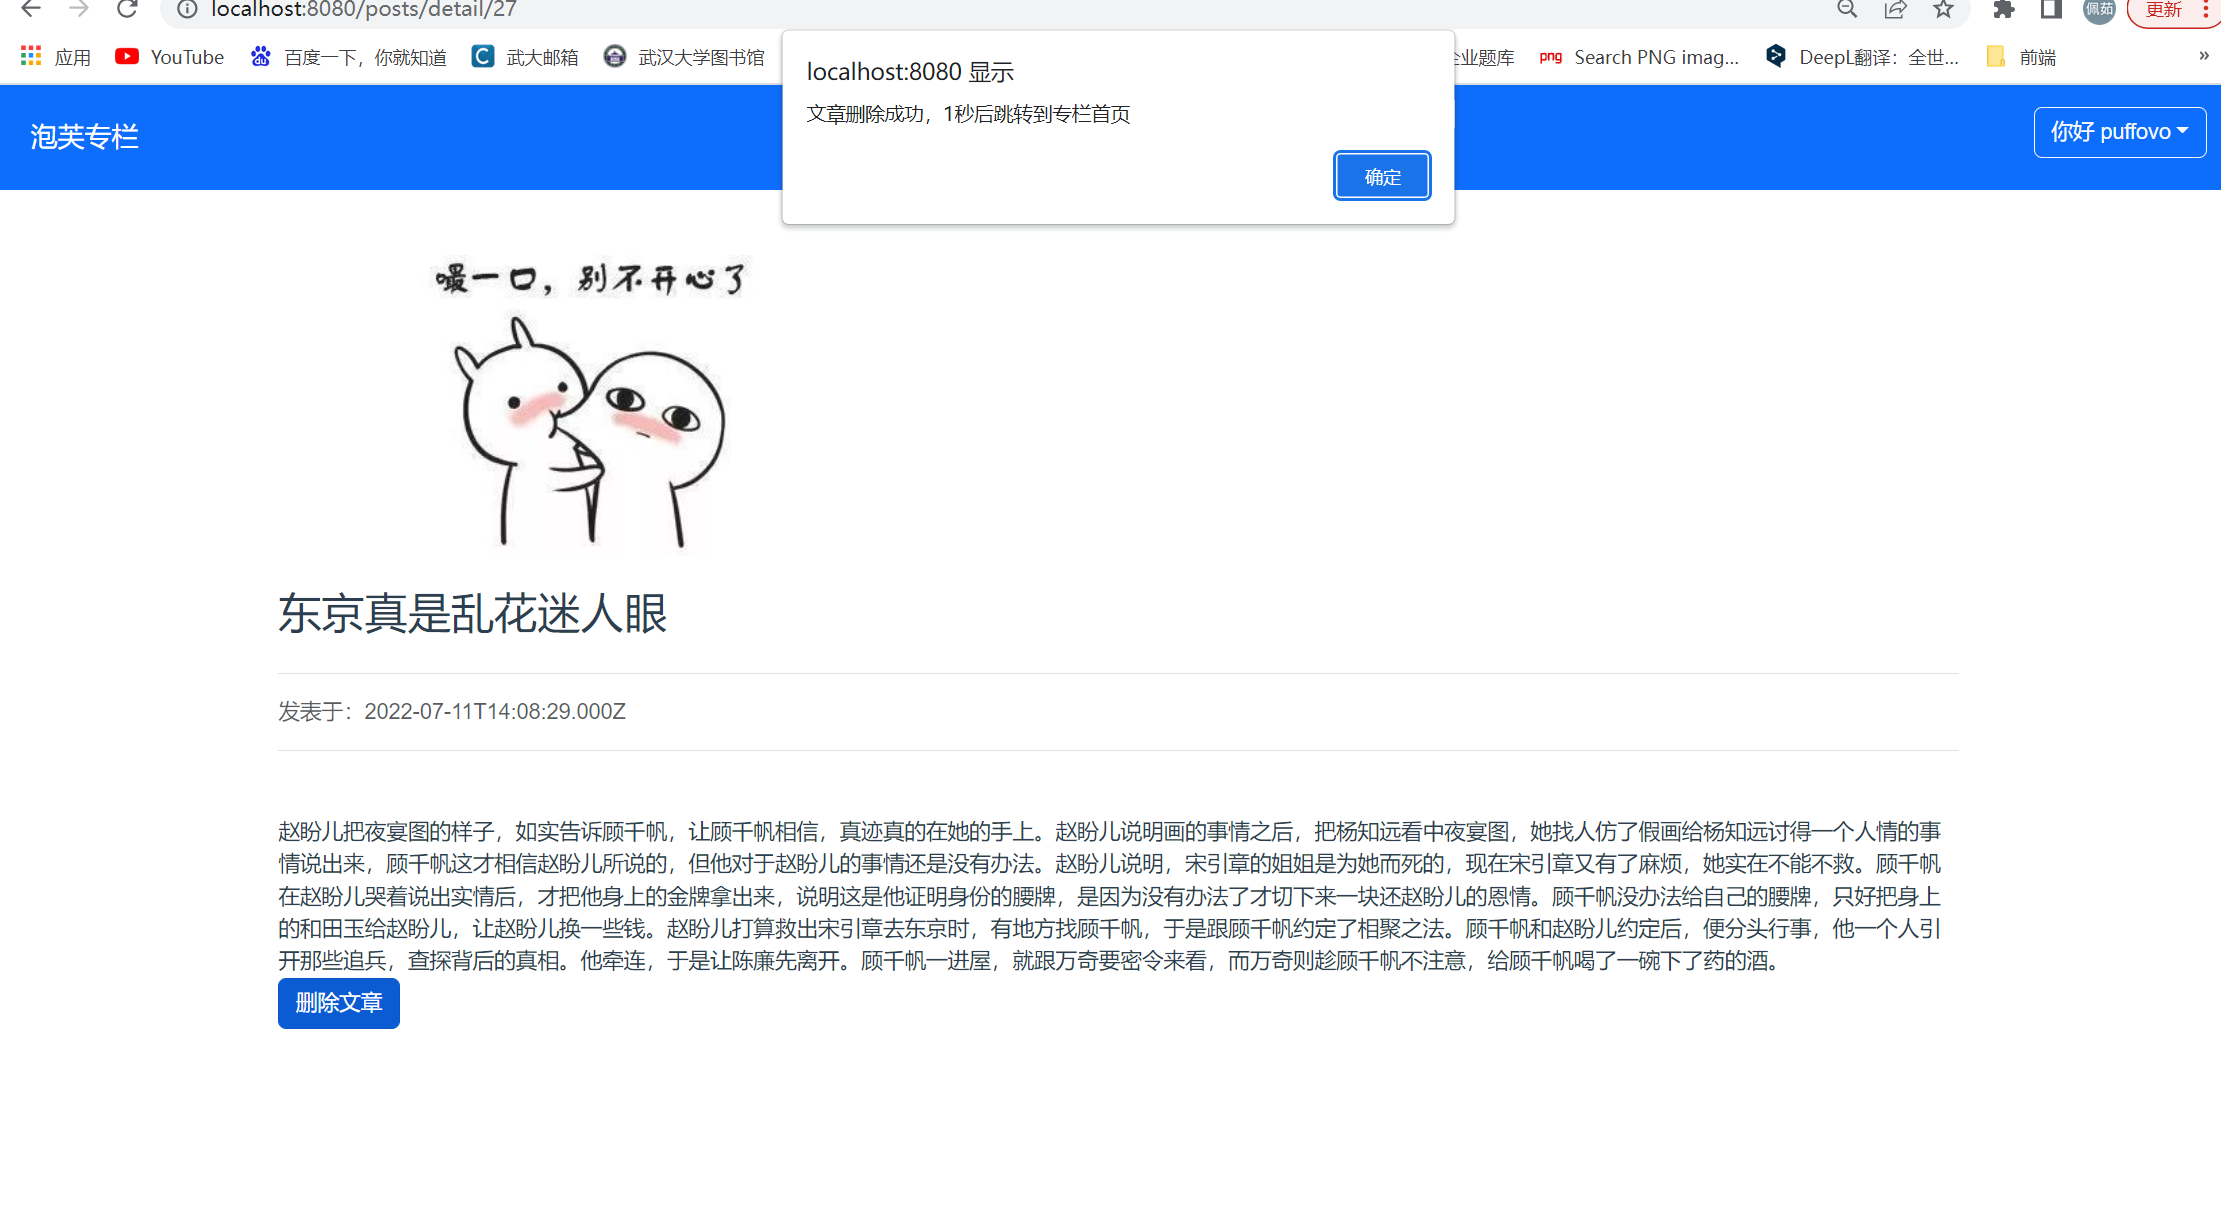 localhost:8080/posts/detail/27
佩茹
更新
应用
YouTube
百度一下，你就知道
武大邮箱
武汉大学图书馆
业题库
png
Search PNG imag...
DeepL翻译：全世...
前端
»
localhost:8080 显示
文章删除成功，1秒后跳转到专栏首页
确定
泡芙专栏
你好 puffovo
嘬一口，别不开心了
东京真是乱花迷人眼
发表于：2022-07-11T14:08:29.000Z
赵盼儿把夜宴图的样子，如实告诉顾千帆，让顾千帆相信，真迹真的在她的手上。赵盼儿说明画的事情之后，把杨知远看中夜宴图，她找人仿了假画给杨知远讨得一个人情的事
情说出来，顾千帆这才相信赵盼儿所说的，但他对于赵盼儿的事情还是没有办法。赵盼儿说明，宋引章的姐姐是为她而死的，现在宋引章又有了麻烦，她实在不能不救。顾千帆
在赵盼儿哭着说出实情后，才把他身上的金牌拿出来，说明这是他证明身份的腰牌，是因为没有办法了才切下来一块还赵盼儿的恩情。顾千帆没办法给自己的腰牌，只好把身上
的和田玉给赵盼儿，让赵盼儿换一些钱。赵盼儿打算救出宋引章去东京时，有地方找顾千帆，于是跟顾千帆约定了相聚之法。顾千帆和赵盼儿约定后，便分头行事，他一个人引
开那些追兵，查探背后的真相。他牵连，于是让陈廉先离开。顾千帆一进屋，就跟万奇要密令来看，而万奇则趁顾千帆不注意，给顾千帆喝了一碗下了药的酒。
删除文章